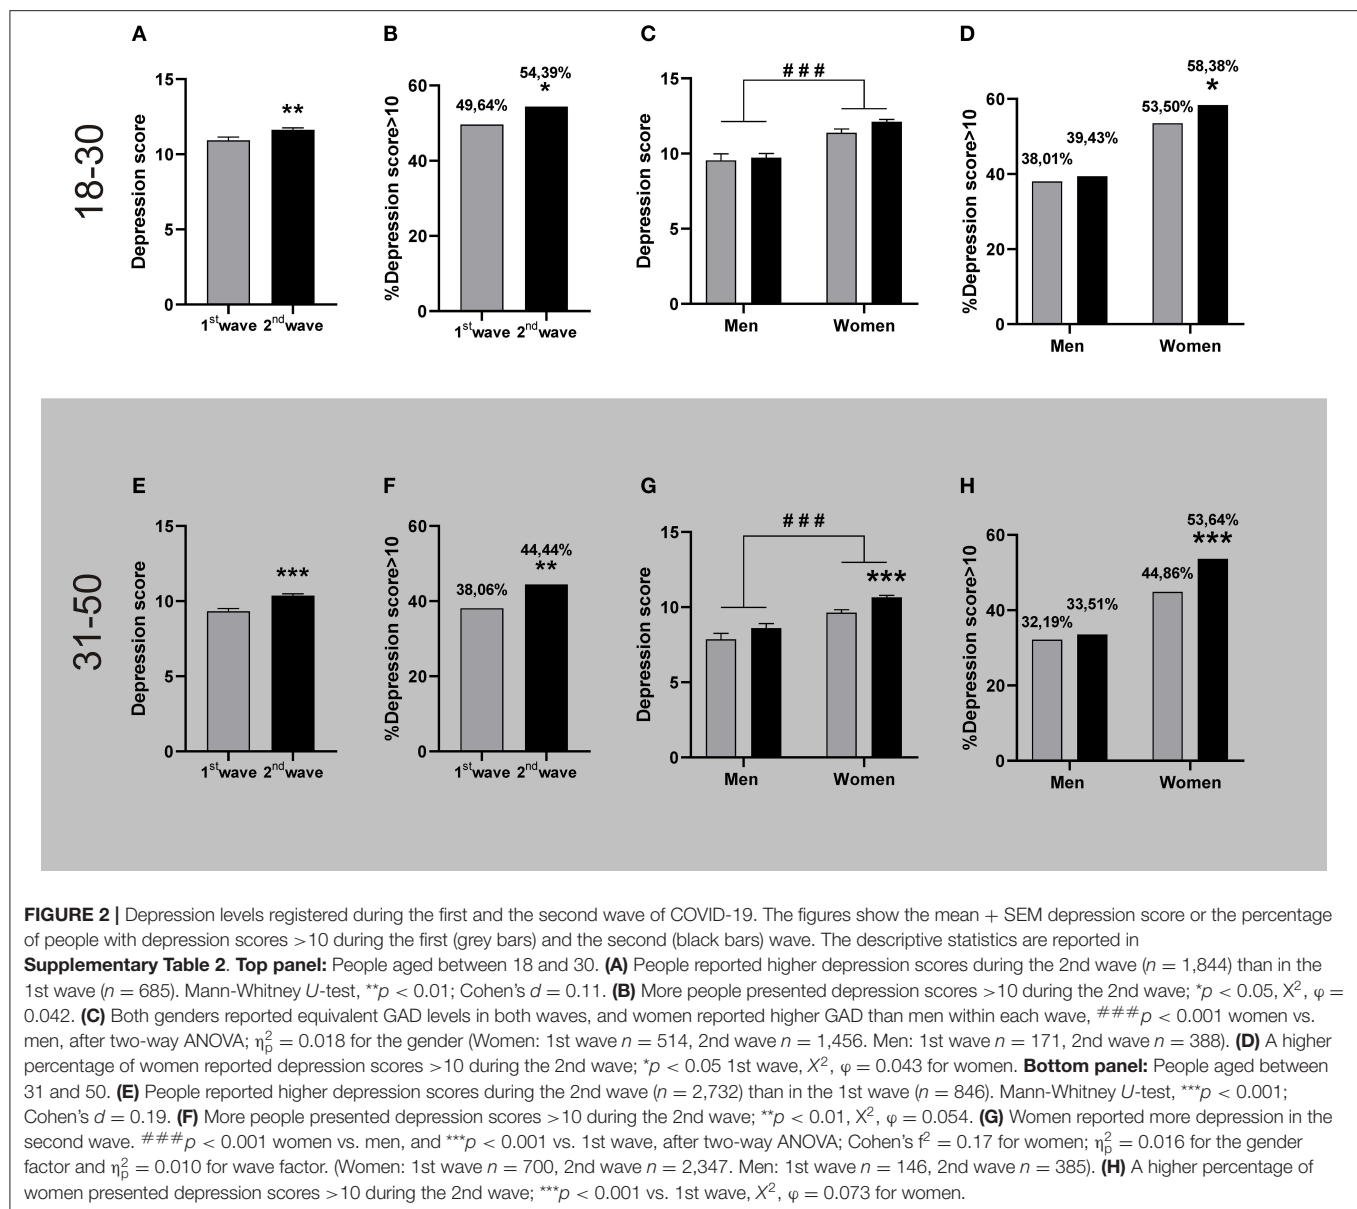 A
B
C
D
18-30
Depression score
15
10
5
0
**
1st wave 2nd wave
%Depression score>10
60
40
20
0
49,64%
54,39%
*
1st wave 2nd wave
Depression score
15
10
5
0
# # #
Men
Women
%Depression score>10
60
40
20
0
38,01%
39,43%
53,50%
58,38%
*
Men
Women
E
F
G
H
31-50
Depression score
15
10
5
0
***
1st wave 2nd wave
%Depression score>10
60
40
20
0
38,06%
44,44%
**
1st wave 2nd wave
Depression score
15
10
5
0
# # #
***
Men
Women
%Depression score>10
60
40
20
0
32,19%
33,51%
44,86%
53,64%
***
Men
Women
FIGURE 2 | Depression levels registered during the first and the second wave of COVID-19. The figures show the mean + SEM depression score or the percentage
of people with depression scores >10 during the first (grey bars) and the second (black bars) wave. The descriptive statistics are reported in
Supplementary Table 2. Top panel: People aged between 18 and 30. (A) People reported higher depression scores during the 2nd wave (n = 1,844) than in the
1st wave (n = 685). Mann-Whitney U-test, **p < 0.01; Cohen's d = 0.11. (B) More people presented depression scores >10 during the 2nd wave; *p < 0.05, X², φ =
0.042. (C) Both genders reported equivalent GAD levels in both waves, and women reported higher GAD than men within each wave, ###p < 0.001 women vs.
men, after two-way ANOVA; η²p = 0.018 for the gender (Women: 1st wave n = 514, 2nd wave n = 1,456. Men: 1st wave n = 171, 2nd wave n = 388). (D) A higher
percentage of women reported depression scores >10 during the 2nd wave; *p < 0.05 1st wave, X², φ = 0.043 for women. Bottom panel: People aged between
31 and 50. (E) People reported higher depression scores during the 2nd wave (n = 2,732) than in the 1st wave (n = 846). Mann-Whitney U-test, ***p < 0.001;
Cohen's d = 0.19. (F) More people presented depression scores >10 during the 2nd wave; **p < 0.01, X², φ = 0.054. (G) Women reported more depression in the
second wave. ###p < 0.001 women vs. men, and ***p < 0.001 vs. 1st wave, after two-way ANOVA; Cohen's f² = 0.17 for women; η²p = 0.016 for the gender
factor and η²p = 0.010 for wave factor. (Women: 1st wave n = 700, 2nd wave n = 2,347. Men: 1st wave n = 146, 2nd wave n = 385). (H) A higher percentage of
women presented depression scores >10 during the 2nd wave; ***p < 0.001 vs. 1st wave, X², φ = 0.073 for women.